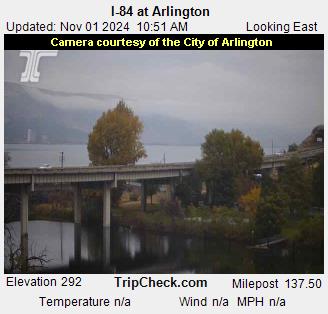 I-84 at Arlington
Updated: Nov 01 2024 10:51 AM Looking East
Camera courtesy of the City of Arlington
Elevation 292 TripCheck.com Milepost 137.50
Temperature n/a Wind n/a MPH n/a